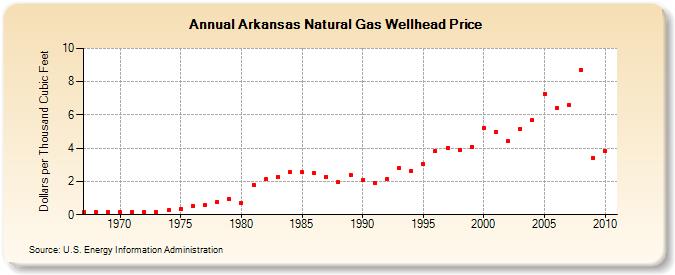 Annual Arkansas Natural Gas Wellhead Price
Dollars per Thousand Cubic Feet
10
8
6
4
2
0
1970 1975 1980 1985 1990 1995 2000 2005 2010
Source: U.S. Energy Information Administration